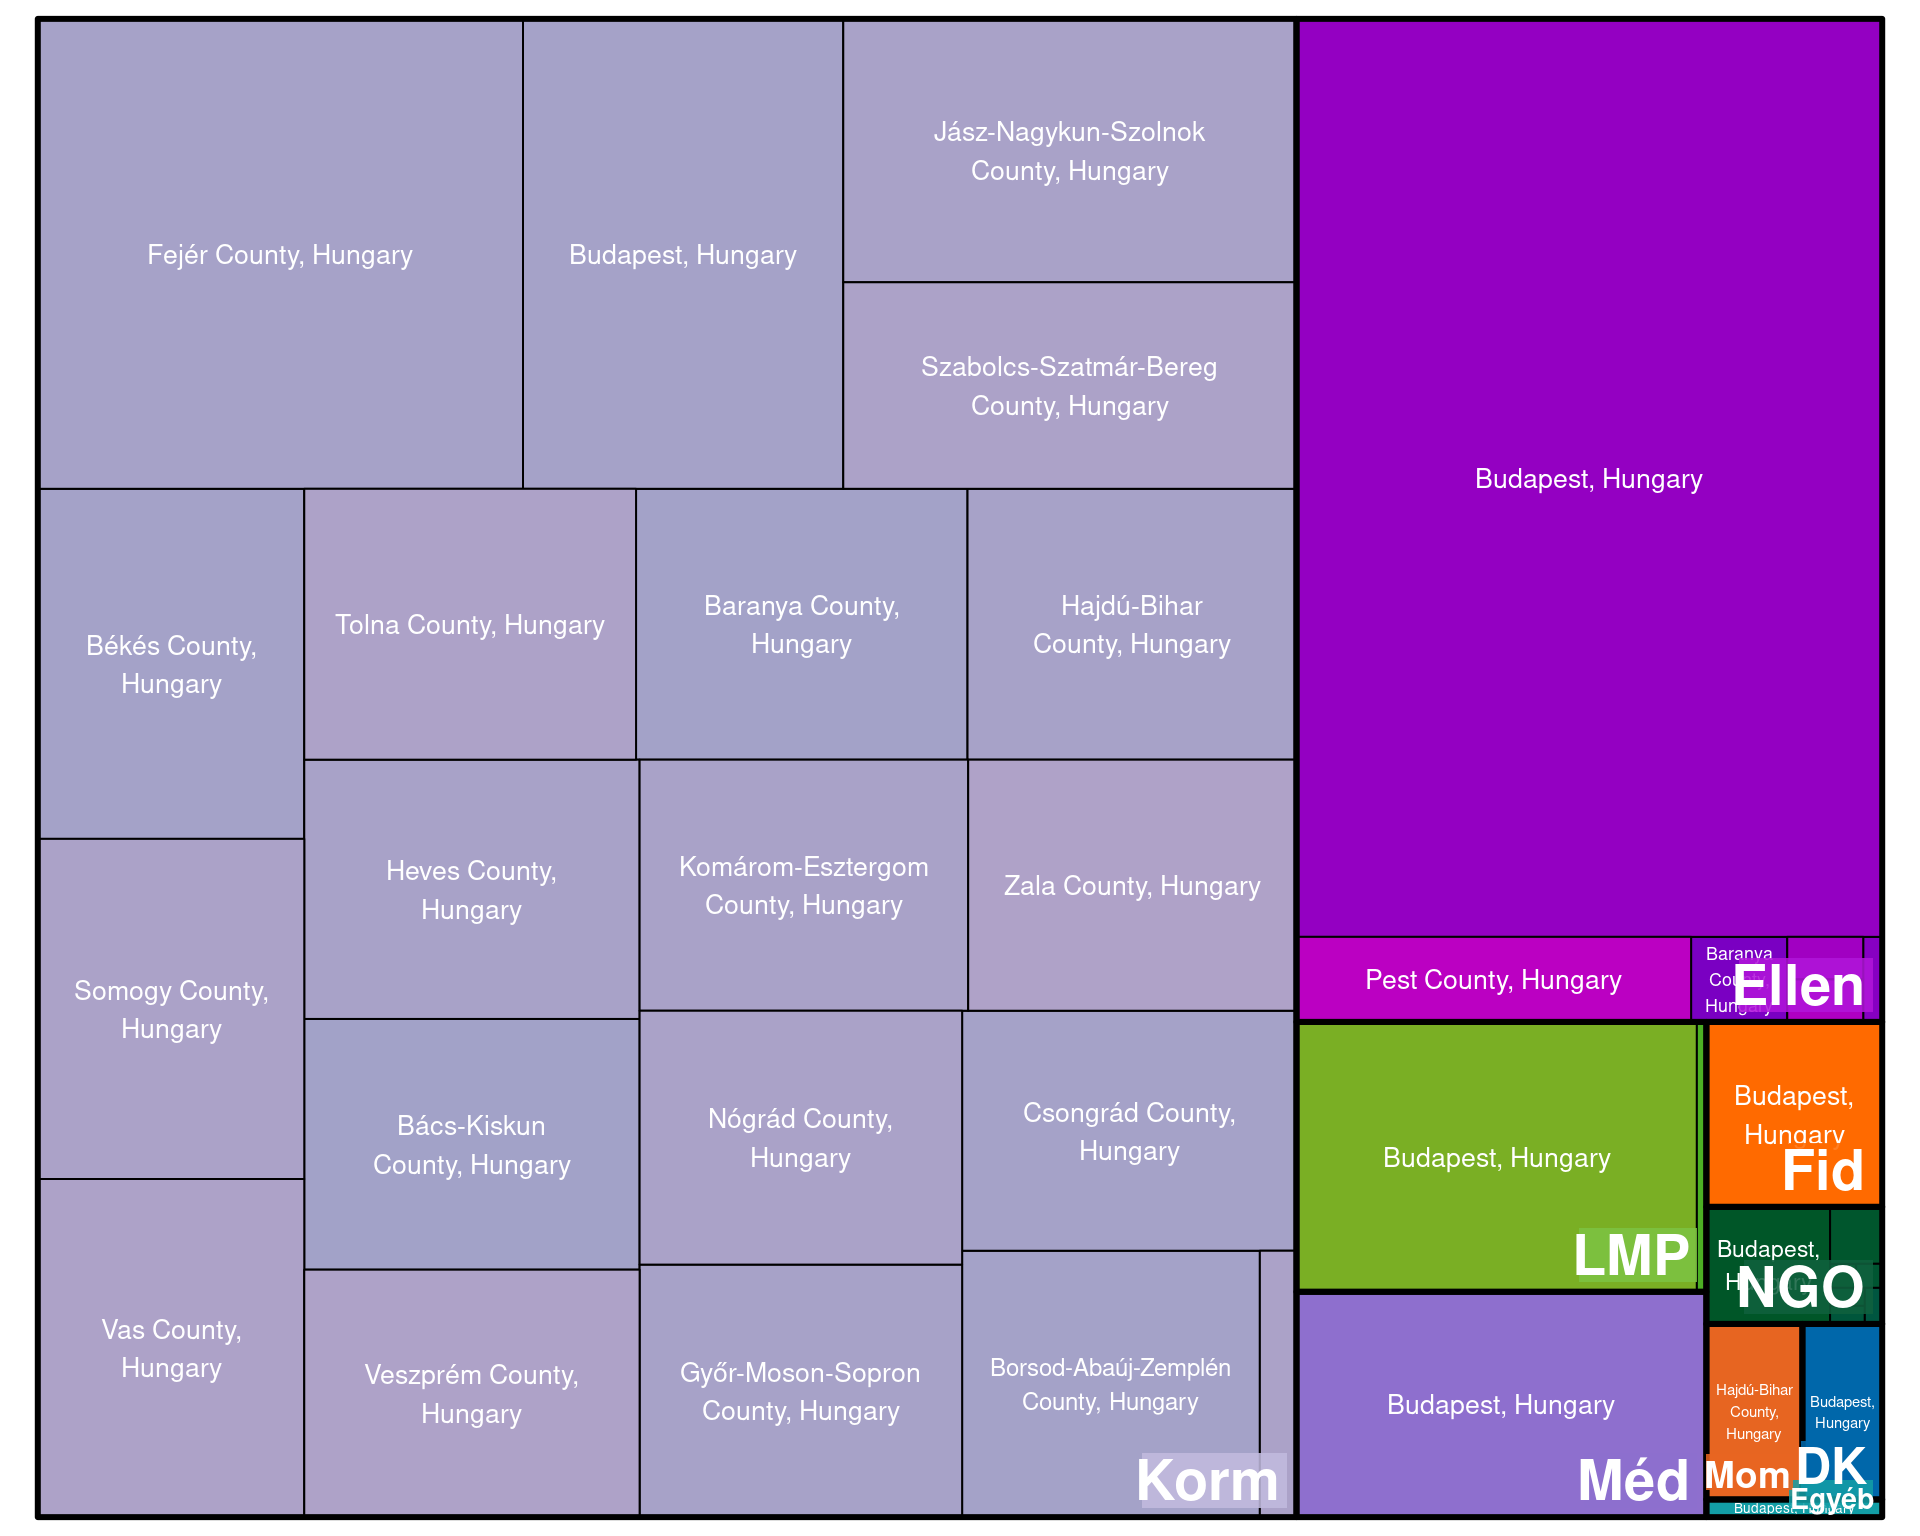 Fejér County, Hungary
Budapest, Hungary
Jász-Nagykun-Szolnok
County, Hungary
Szabolcs-Szatmár-Bereg
County, Hungary
Békés County,
Hungary
Tolna County, Hungary
Baranya County,
Hungary
Hajdú-Bihar
County, Hungary
Somogy County,
Hungary
Heves County,
Hungary
Komárom-Esztergom
County, Hungary
Zala County, Hungary
Bács-Kiskun
County, Hungary
Nógrád County,
Hungary
Csongrád County,
Hungary
Vas County,
Hungary
Veszprém County,
Hungary
Győr-Moson-Sopron
County, Hungary
Borsod-Abaúj-Zemplén
County, Hungary
Korm
Budapest, Hungary
Pest County, Hungary
Baranya
County,
Hungary
Ellen
Budapest, Hungary
LMP
Budapest, Hungary
Méd
Budapest,
Hungary
Fid
Budapest,
Hungary
NGO
Hajdú-Bihar
County,
Hungary
Mom
Budapest,
Hungary
DK
Budapest, Hungary
Egyéb